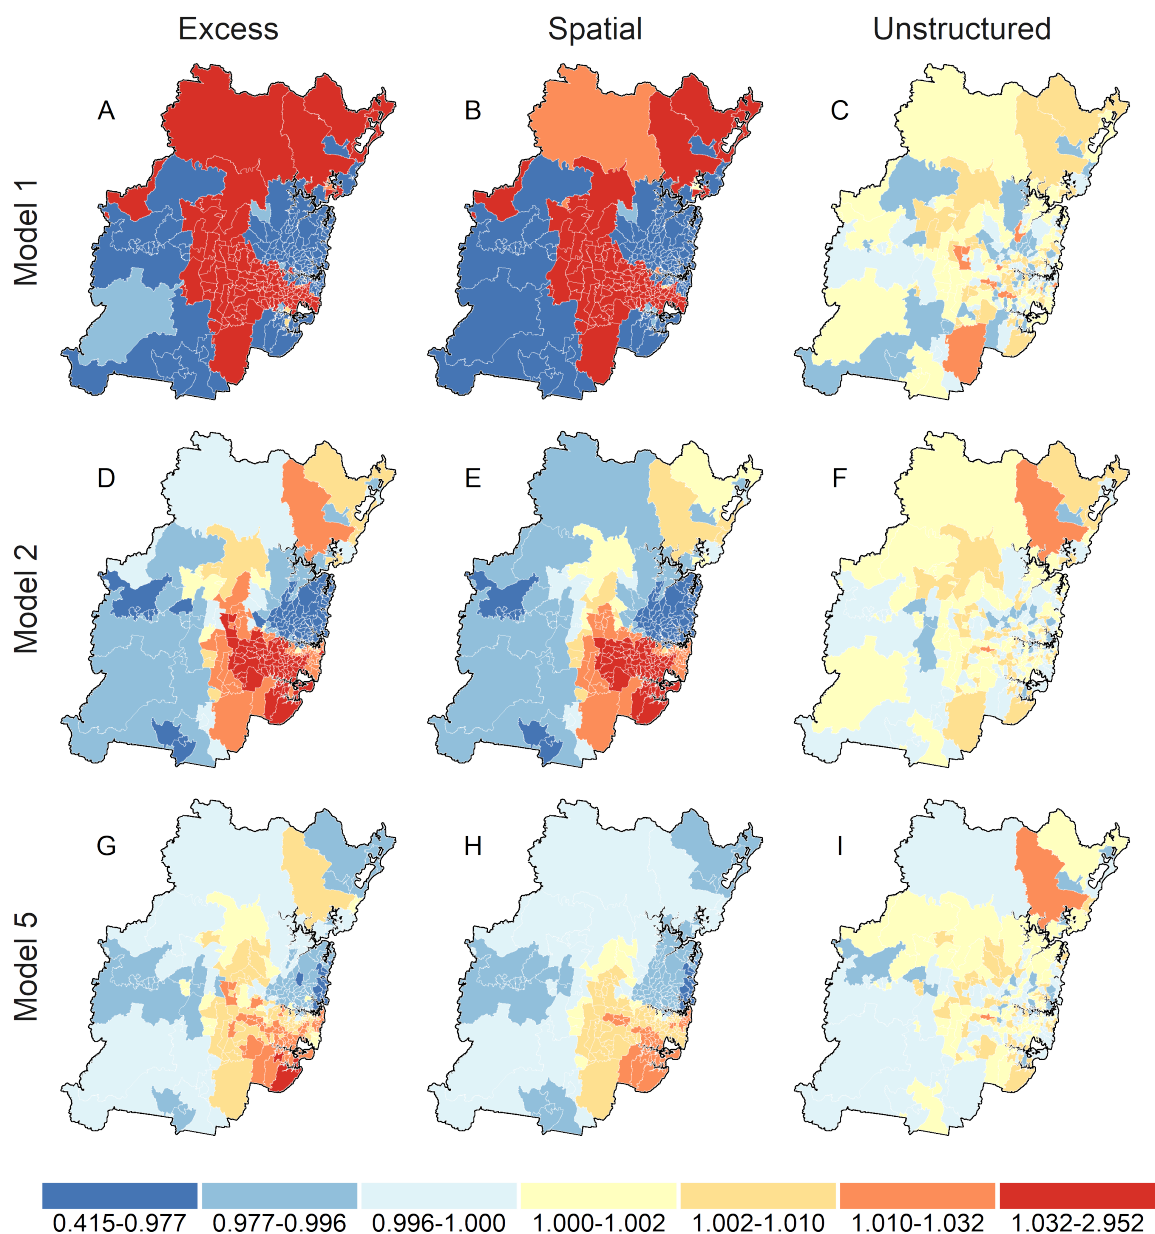 Excess Spatial Unstructured
A B C
Model 1
D E F
Model 2
G H I
Model 5
0.415-0.977 0.977-0.996 0.996-1.000 1.000-1.002 1.002-1.010 1.010-1.032 1.032-2.952